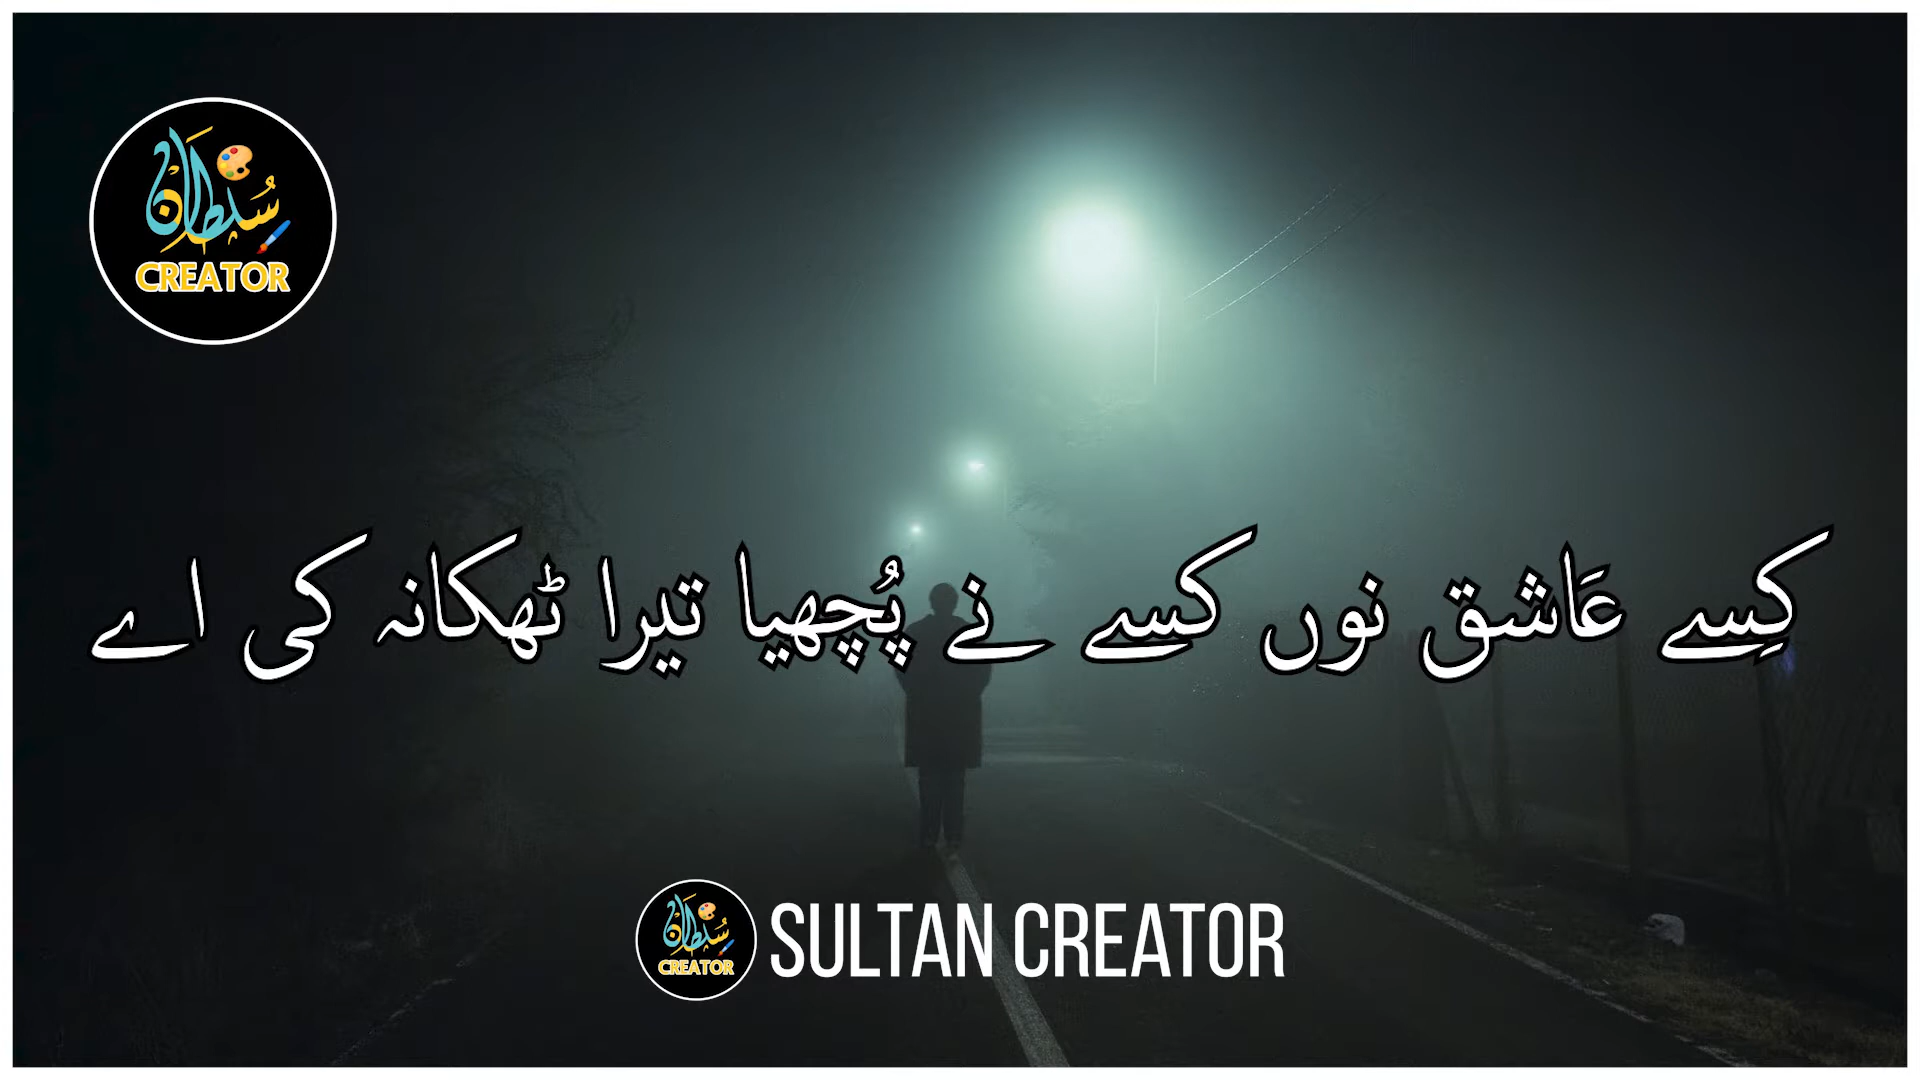 سُلطان
CREATOR
کِسے عَاشق نوں کسے نے پُچھیا تیرا ٹھکانہ کی اے
سُلطان
CREATOR
SULTAN CREATOR